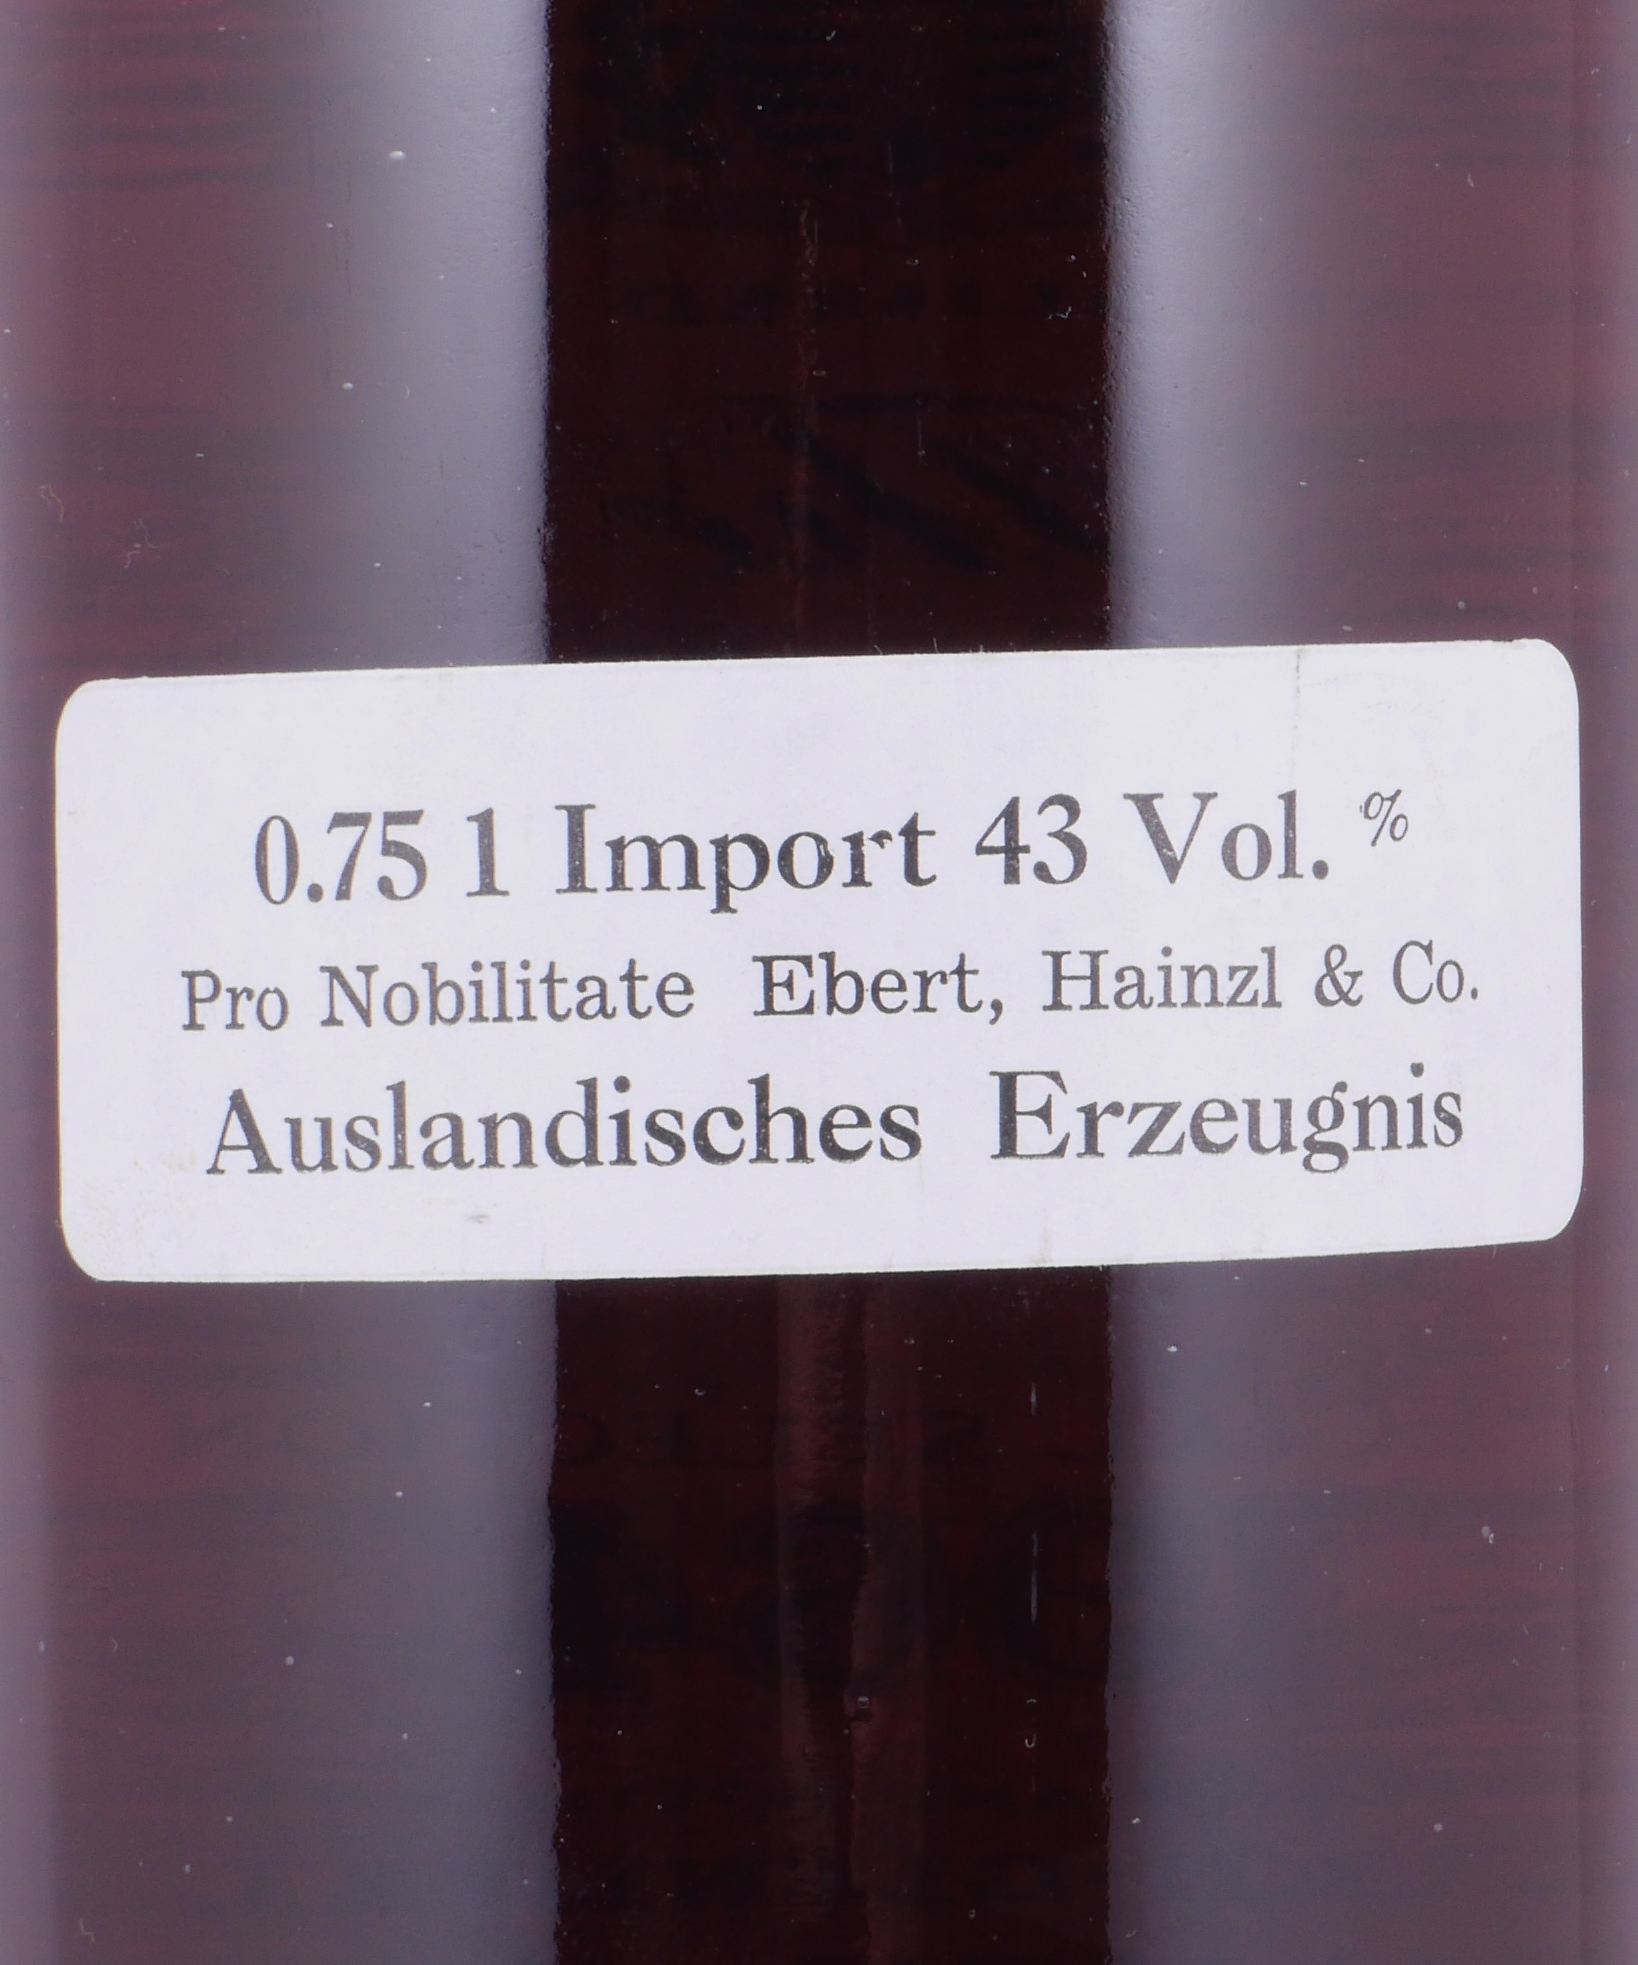 0.75 l Import 43 Vol. %
Pro Nobilitate Ebert, Hainzl & Co.
Auslandisches Erzeugnis